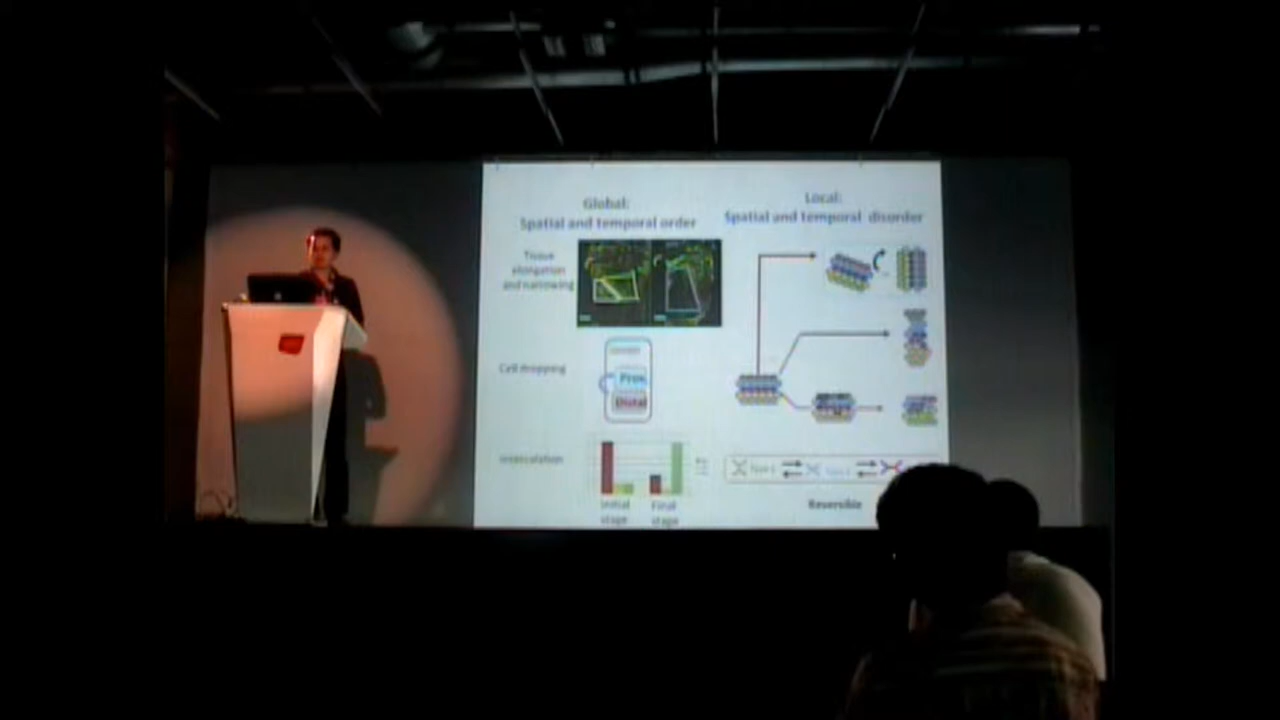 Global:
Spatial and temporal order
Local:
Spatial and temporal disorder
Tissue
elongation
and narrowing
Cell dropping
Prox
Distal
Intercalation
Initial
stage
Final
stage
Reversible